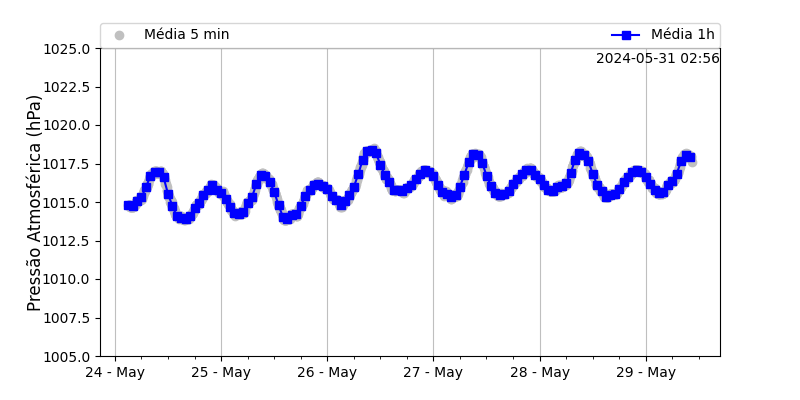 Média 5 min
Média 1h
2024-05-31 02:56
Pressão Atmosférica (hPa)
1025.0
1022.5
1020.0
1017.5
1015.0
1012.5
1010.0
1007.5
1005.0
24 - May
25 - May
26 - May
27 - May
28 - May
29 - May